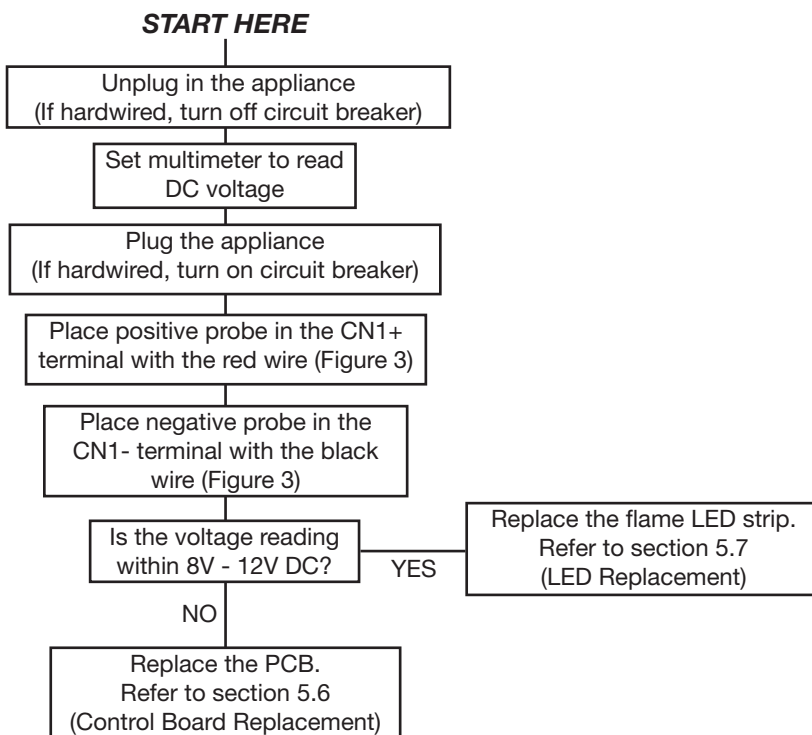 START HERE
Unplug in the appliance
(If hardwired, turn off circuit breaker)
Set multimeter to read
DC voltage
Plug the appliance
(If hardwired, turn on circuit breaker)
Place positive probe in the CN1+
terminal with the red wire (Figure 3)
Place negative probe in the
CN1- terminal with the black
wire (Figure 3)
Is the voltage reading
within 8V - 12V DC?
YES
Replace the flame LED strip.
Refer to section 5.7
(LED Replacement)
NO
Replace the PCB.
Refer to section 5.6
(Control Board Replacement)